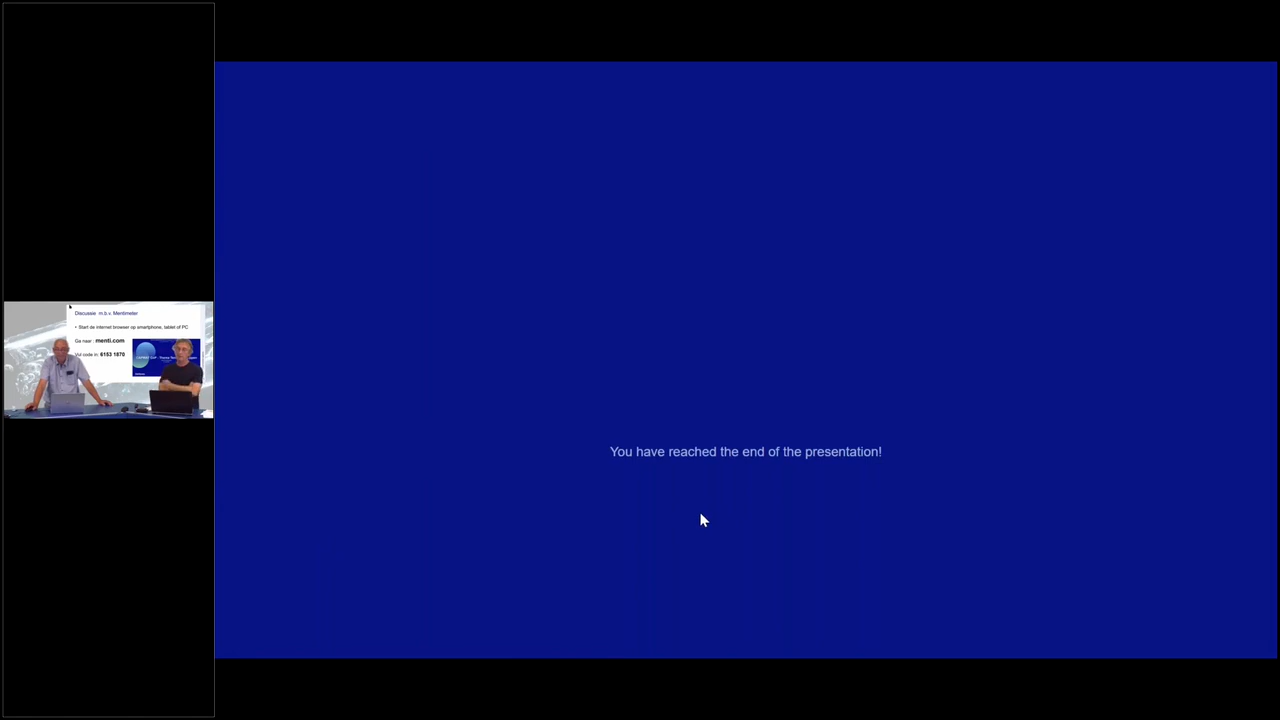 Discussie m.b.v. Mentimeter
• Start de internet browser op smartphone, tablet of PC
Ga naar : menti.com
Vul code in: 6153 1870
You have reached the end of the presentation!